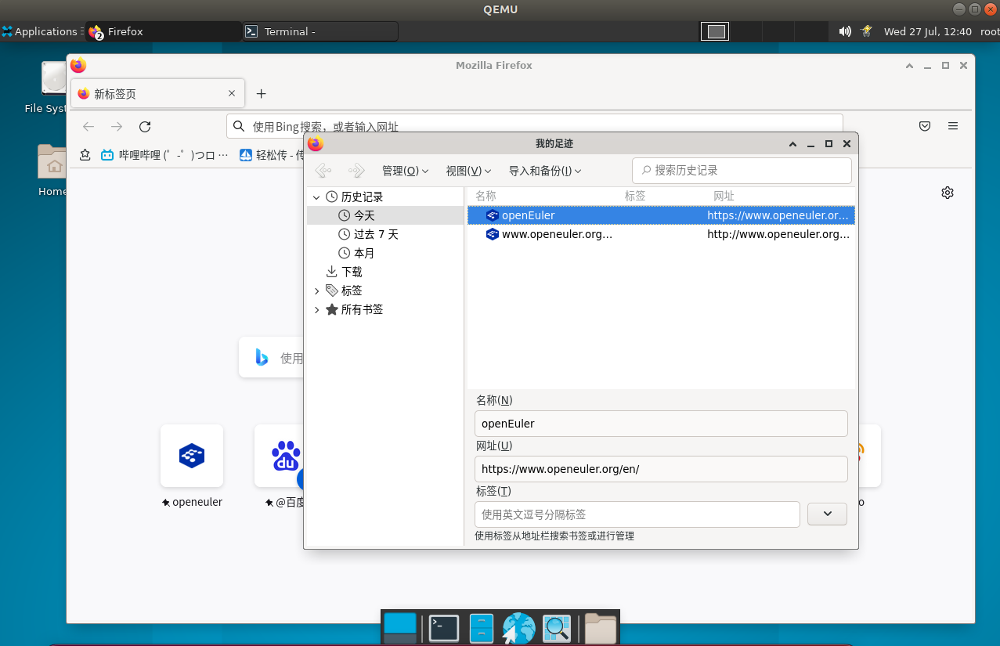 QEMU
Applications
2
Firefox
Terminal -
Wed 27 Jul, 12:40
root
File Syst
Home
Mozilla Firefox
新标签页
使用Bing搜索，或者输入网址
哔哩哔哩 (゜-゜)つロ ···
轻松传 - 传
我的足迹
管理(O)
视图(V)
导入和备份(I)
搜索历史记录
历史记录
今天
过去 7 天
本月
下载
标签
所有书签
名称 标签 网址
openEuler https://www.openeuler.or...
www.openeuler.org... http://www.openeuler.org...
名称(N)
openEuler
网址(U)
https://www.openeuler.org/en/
标签(T)
使用英文逗号分隔标签
使用标签从地址栏搜索书签或进行管理
使用
du
openeuler
@百度
o